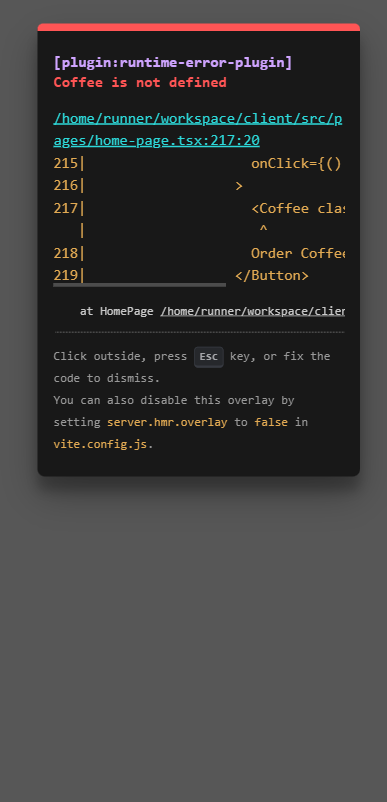 [plugin:runtime-error-plugin]
Coffee is not defined
/home/runner/workspace/client/src/p
ages/home-page.tsx:217:20
215|                    onClick={()
216|                  >
217|                    <Coffee clas
   |                     ^
218|                    Order Coffee
219|                  </Button>
at HomePage /home/runner/workspace/clien
Click outside, press Esc key, or fix the
code to dismiss.
You can also disable this overlay by
setting server.hmr.overlay to false in
vite.config.js.